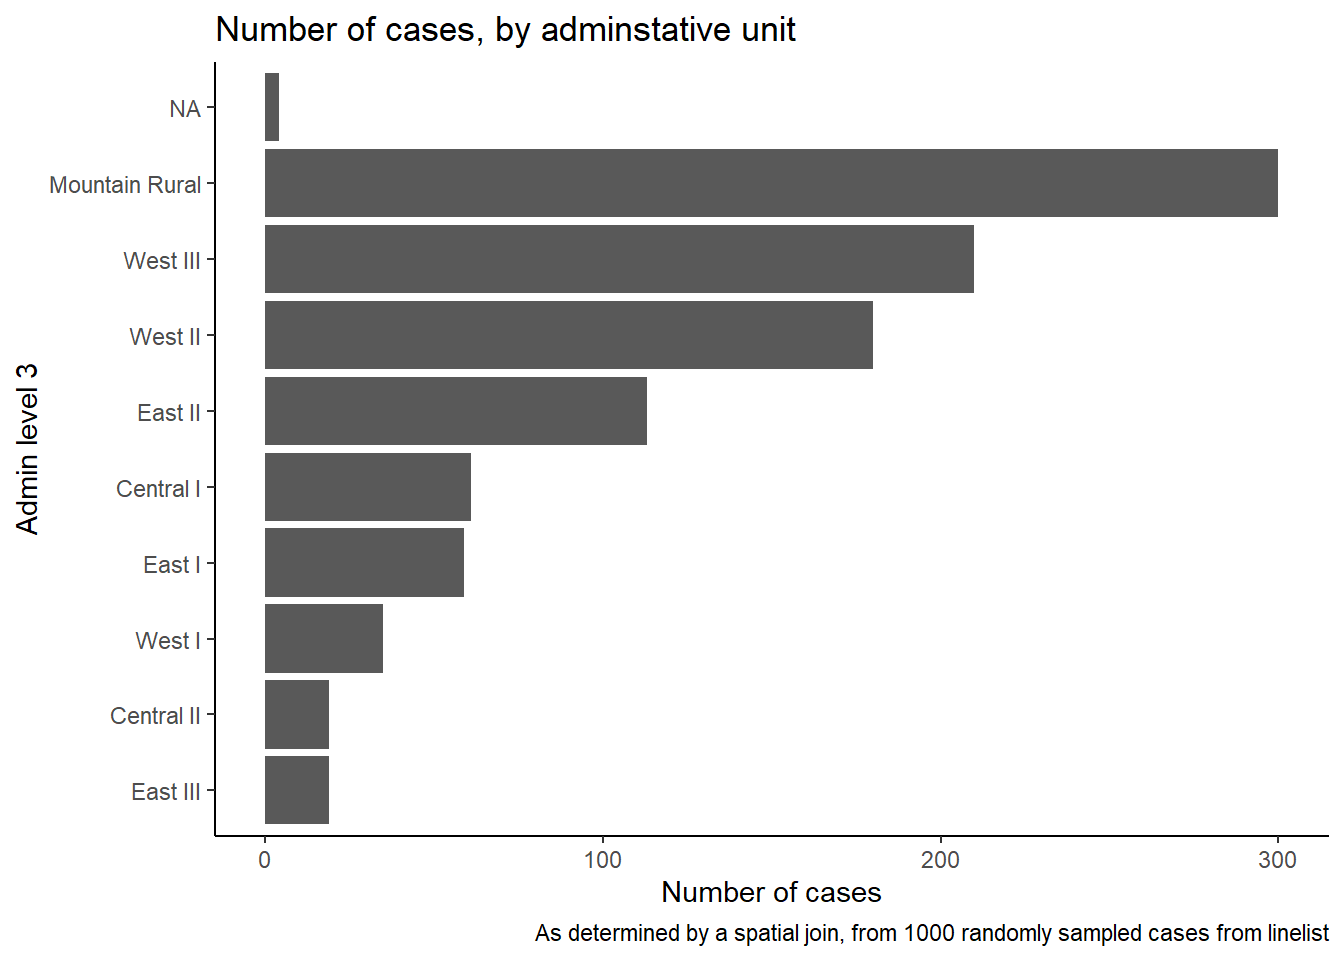 Number of cases, by adminstative unit
NA
Mountain Rural
West III
West II
East II
Central I
East I
West I
Central II
East III
Admin level 3
0 100 200 300
Number of cases
As determined by a spatial join, from 1000 randomly sampled cases from linelist